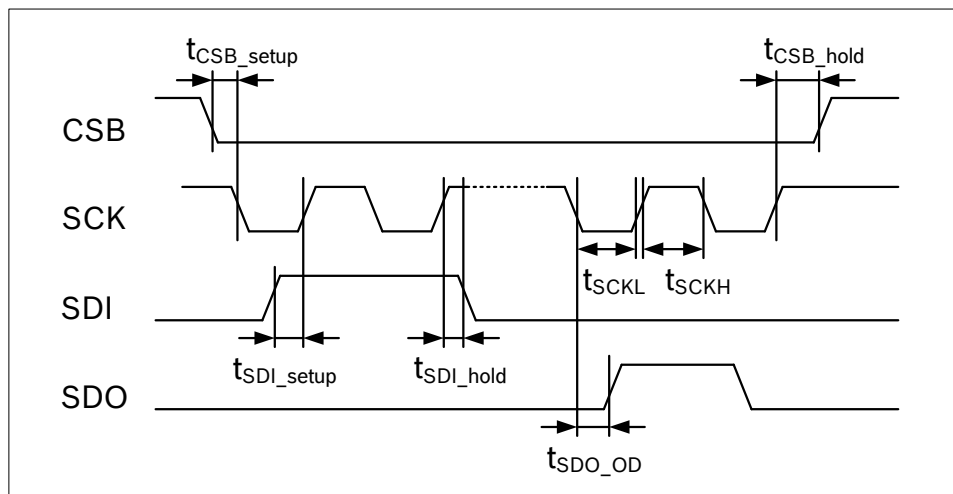 tCSB_setup
tCSB_hold
CSB
SCK
tSCKL
tSCKH
SDI
tSDI_setup
tSDI_hold
SDO
tSDO_OD